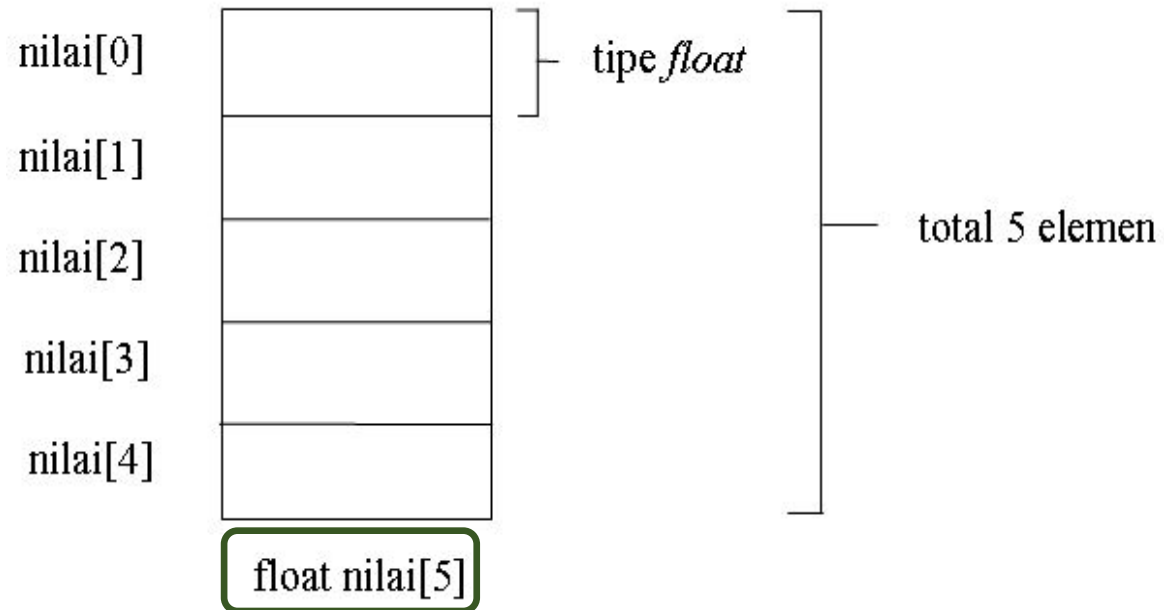 nilai[0]
tipe float
nilai[1]
nilai[2]
total 5 elemen
nilai[3]
nilai[4]
float nilai[5]